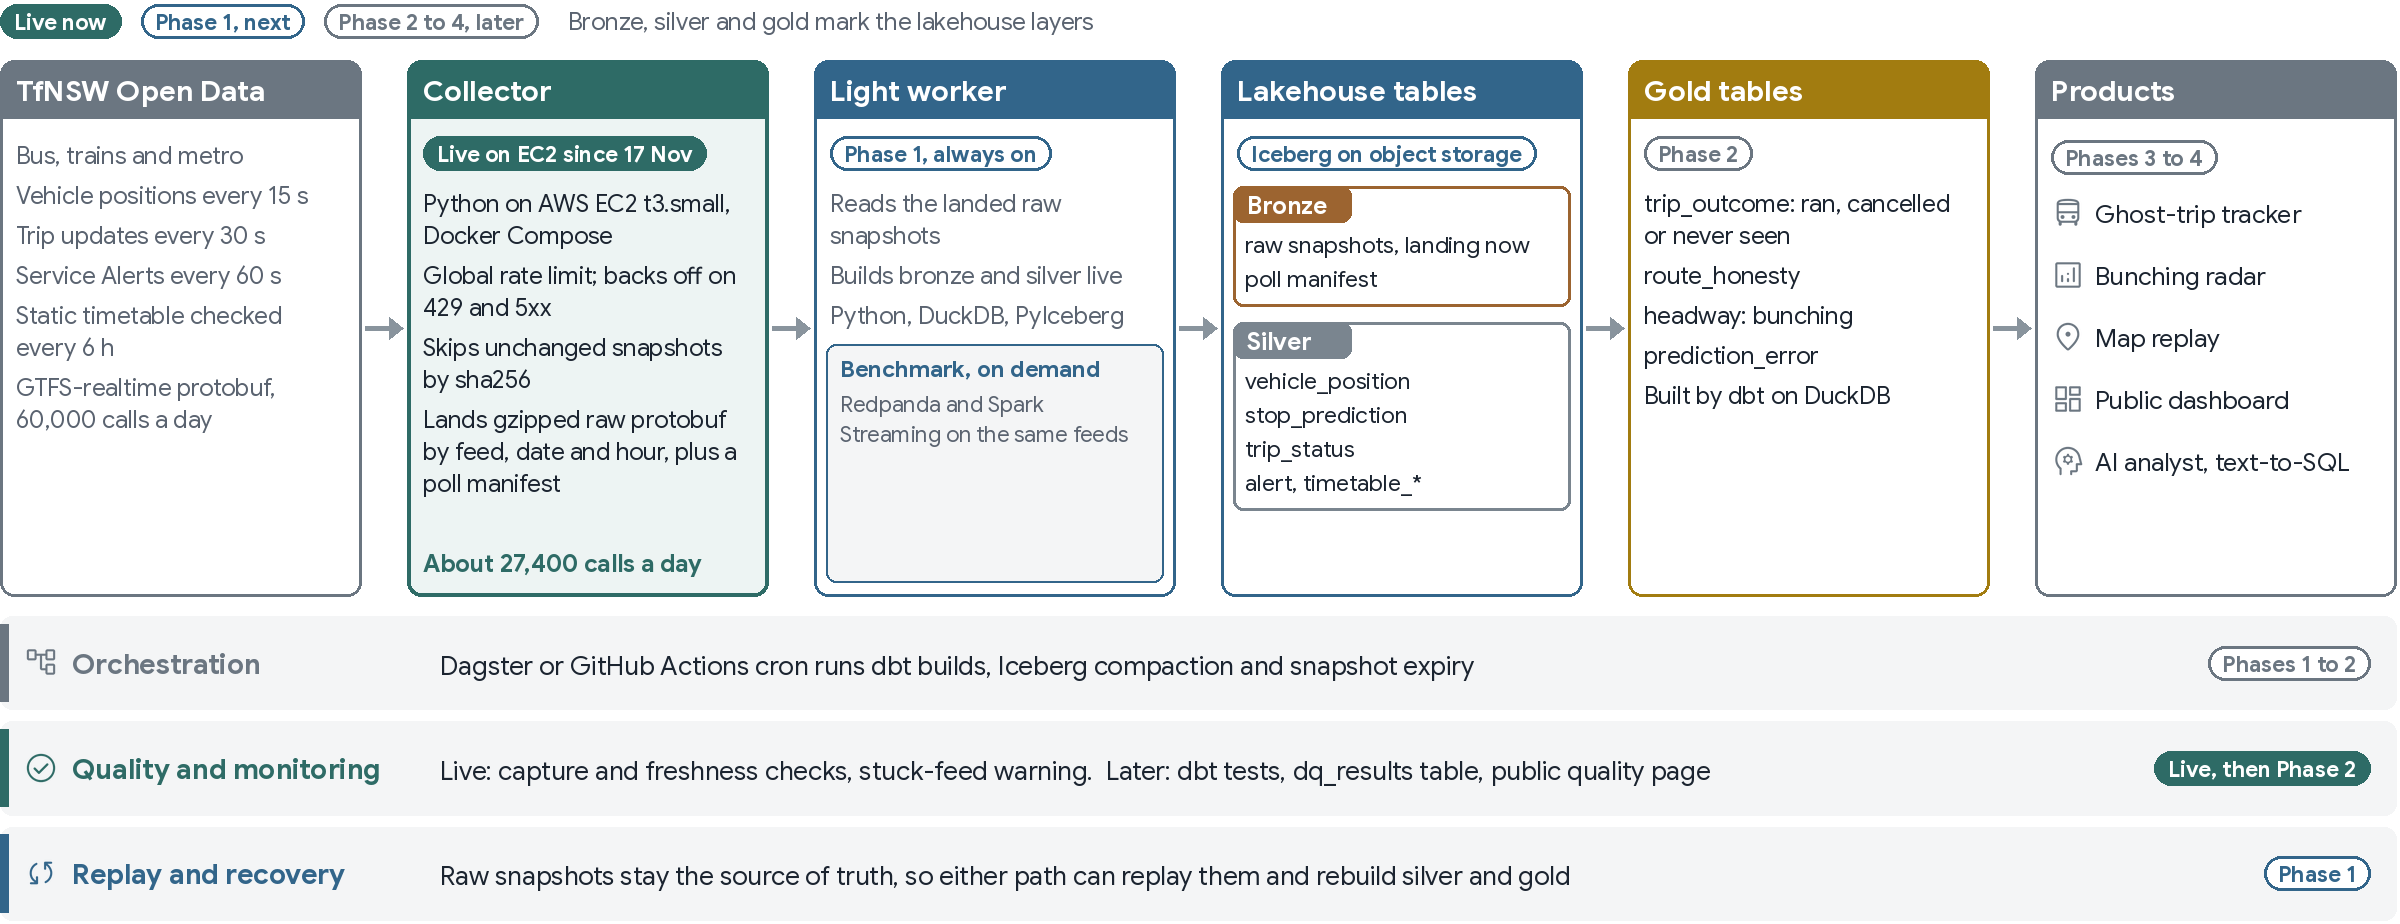 Live now
Phase 1, next
Phase 2 to 4, later
Bronze, silver and gold mark the lakehouse layers
TfNSW Open Data
Bus, trains and metro
Vehicle positions every 15 s
Trip updates every 30 s
Service Alerts every 60 s
Static timetable checked
every 6 h
GTFS-realtime protobuf,
60,000 calls a day
Collector
Live on EC2 since 17 Nov
Python on AWS EC2 t3.small,
Docker Compose
Global rate limit; backs off on
429 and 5xx
Skips unchanged snapshots
by sha256
Lands gzipped raw protobuf
by feed, date and hour, plus a
poll manifest
About 27,400 calls a day
Light worker
Phase 1, always on
Reads the landed raw
snapshots
Builds bronze and silver live
Python, DuckDB, PyIceberg
Benchmark, on demand
Redpanda and Spark
Streaming on the same feeds
Lakehouse tables
Iceberg on object storage
Bronze
raw snapshots, landing now
poll manifest
Silver
vehicle_position
stop_prediction
trip_status
alert, timetable_*
Gold tables
Phase 2
trip_outcome: ran, cancelled
or never seen
route_honesty
headway: bunching
prediction_error
Built by dbt on DuckDB
Products
Phases 3 to 4
Ghost-trip tracker
Bunching radar
Map replay
Public dashboard
AI analyst, text-to-SQL
Orchestration
Dagster or GitHub Actions cron runs dbt builds, Iceberg compaction and snapshot expiry
Phases 1 to 2
Quality and monitoring
Live: capture and freshness checks, stuck-feed warning. Later: dbt tests, dq_results table, public quality page
Live, then Phase 2
Replay and recovery
Raw snapshots stay the source of truth, so either path can replay them and rebuild silver and gold
Phase 1